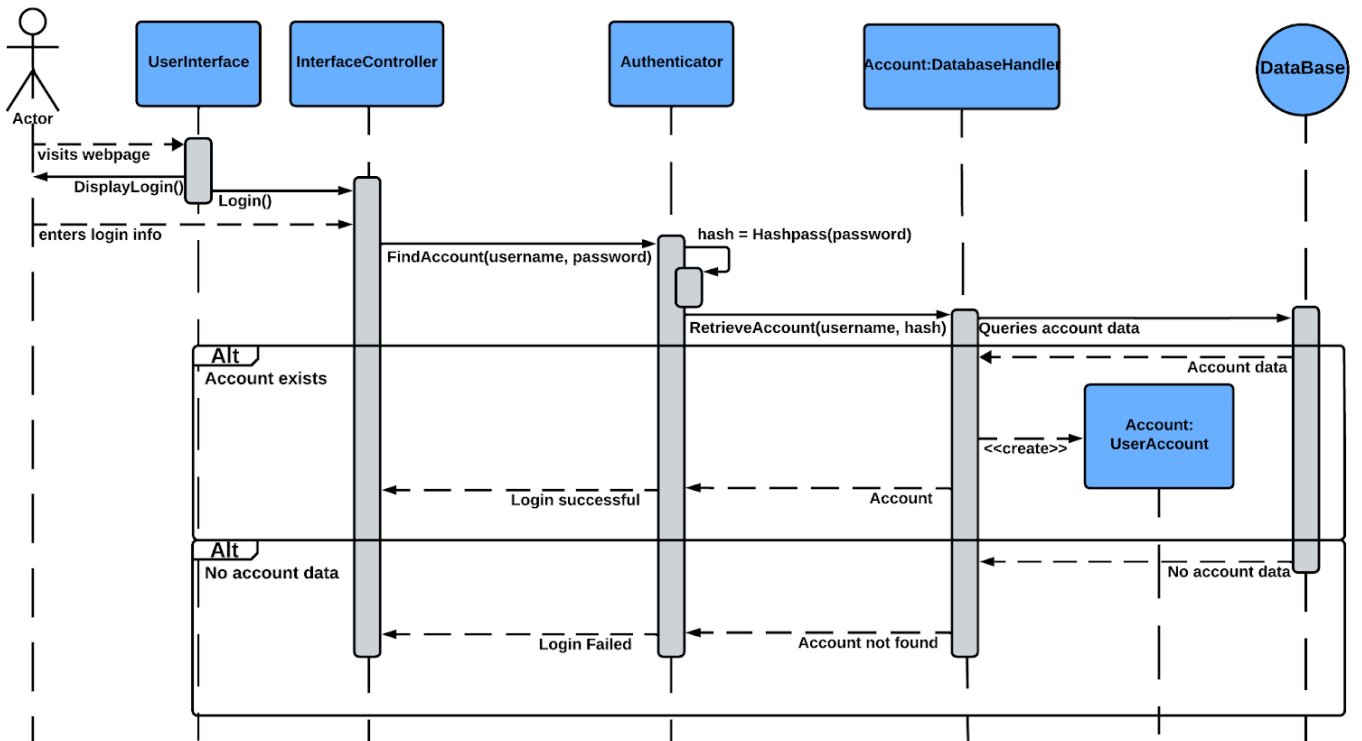 UserInterface
InterfaceController
Authenticator
Account:DatabaseHandler
DataBase
Actor
visits webpage
DisplayLogin()
Login()
enters login info
hash = Hashpass(password)
FindAccount(username, password)
RetrieveAccount(username, hash)
Queries account data
Alt
Account exists
Account data
Account:
UserAccount
<<create>>
Login successful
Account
Alt
No account data
No account data
Login Failed
Account not found